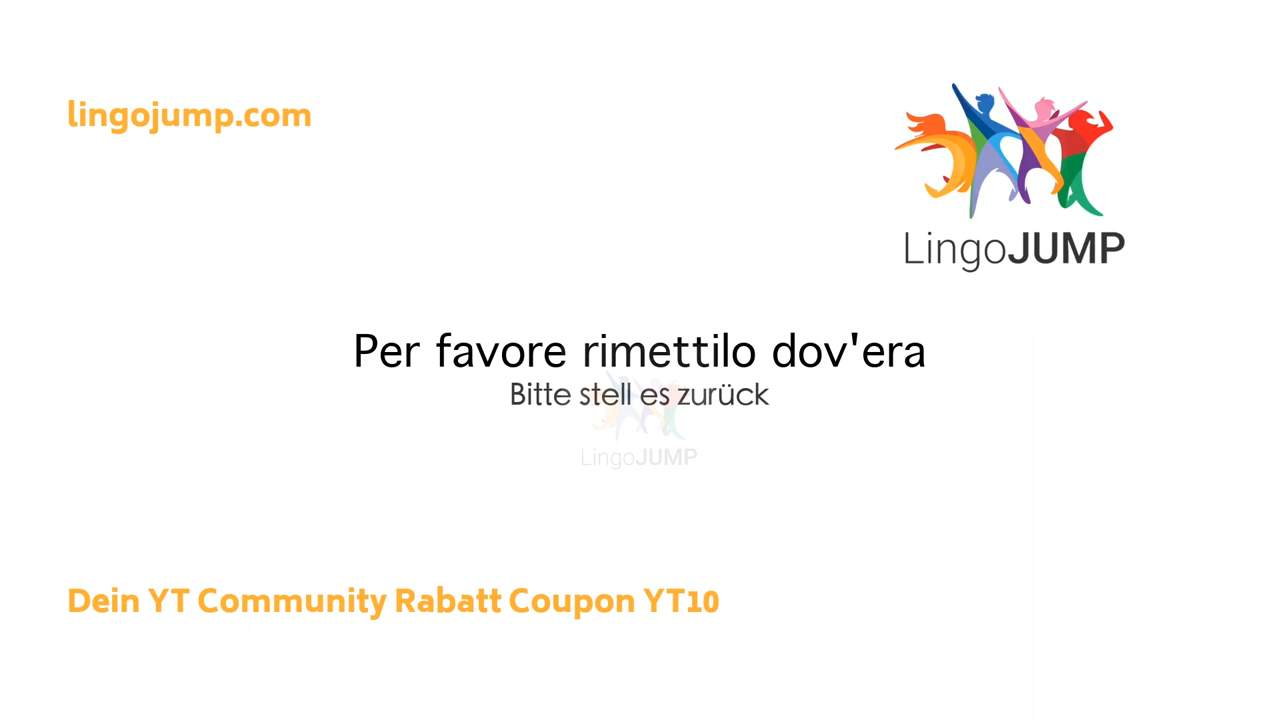 lingojump.com
LingoJUMP
Per favore rimettilo dov'era
Bitte stell es zurück
LingoJUMP
Dein YT Community Rabatt Coupon YT10